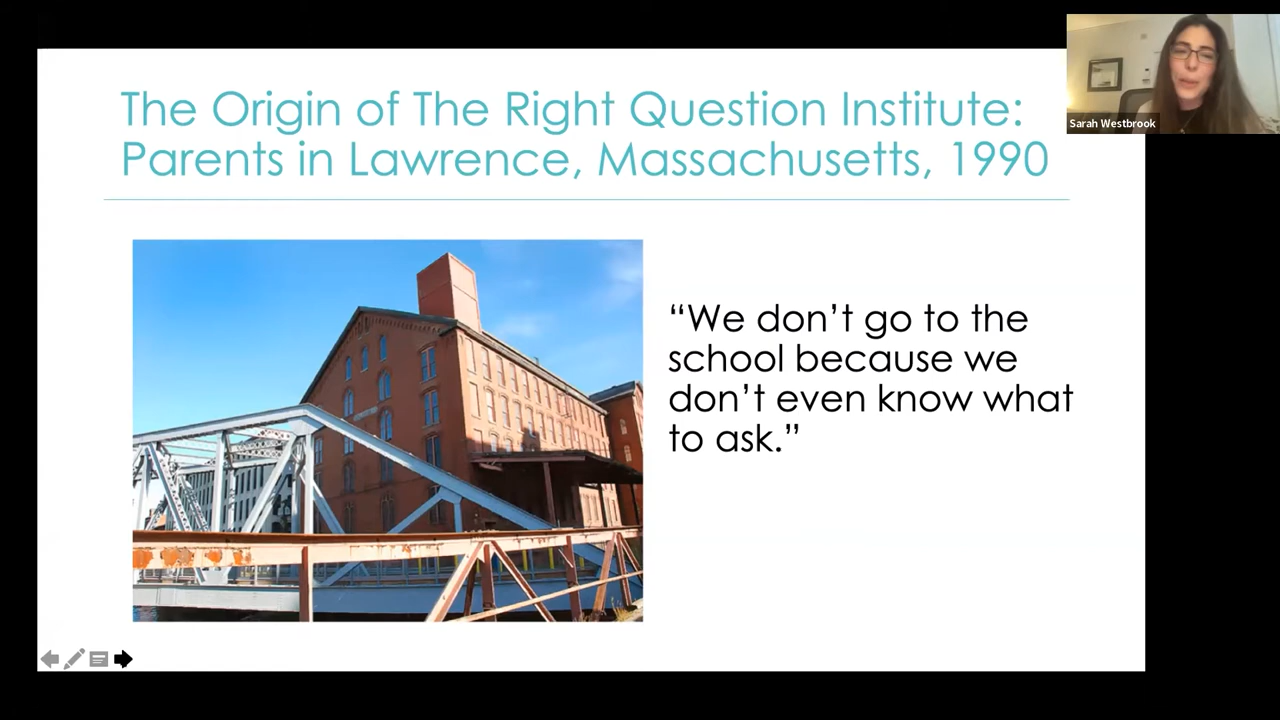 The Origin of The Right Question Institute:
Parents in Lawrence, Massachusetts, 1990
“We don’t go to the
school because we
don’t even know what
to ask.”
Sarah Westbrook